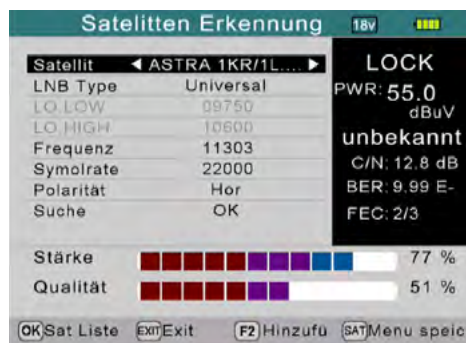 Satelitten Erkennung 18v
Satellit ASTRA 1KR/1L....
LNB Type Universal
LO.LOW 09750
LO.HIGH 10600
Frequenz 11303
Symolrate 22000
Polarität Hor
Suche OK
LOCK
PWR: 55.0
dBuV
unbekannt
C/N: 12.8 dB
BER: 9.99 E-
FEC: 2/3
Stärke 77 %
Qualität 51 %
OK Sat Liste EXIT Exit F2 Hinzufü SAT Menu speic